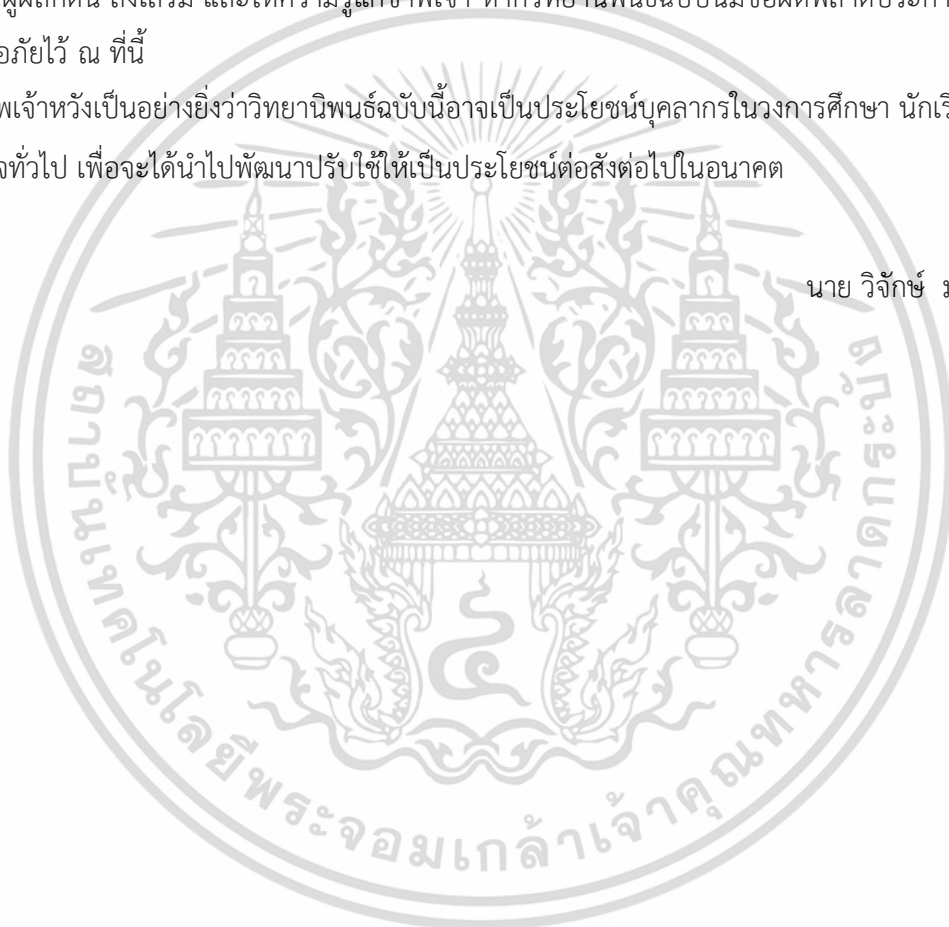 ผู้ผลักดัน ส่งเสริม และให้ความรู้แก่ข้าพเจ้า หากวิทยานิพนธ์ฉบับนี้มีข้อผิดพลาดประกา
อภัยไว้ ณ ที่นี้
พเจ้าหวังเป็นอย่างยิ่งว่าวิทยานิพนธ์ฉบับนี้อาจเป็นประโยชน์บุคลากรในวงการศึกษา นักเรี
จทั่วไป เพื่อจะได้นำไปพัฒนาปรับใช้ให้เป็นประโยชน์ต่อสังต่อไปในอนาคต
นาย วิจักษ์
สถาบันเทคโนโลยีพระจอมเกล้าเจ้าคุณทหารลาดกระบัง
๔